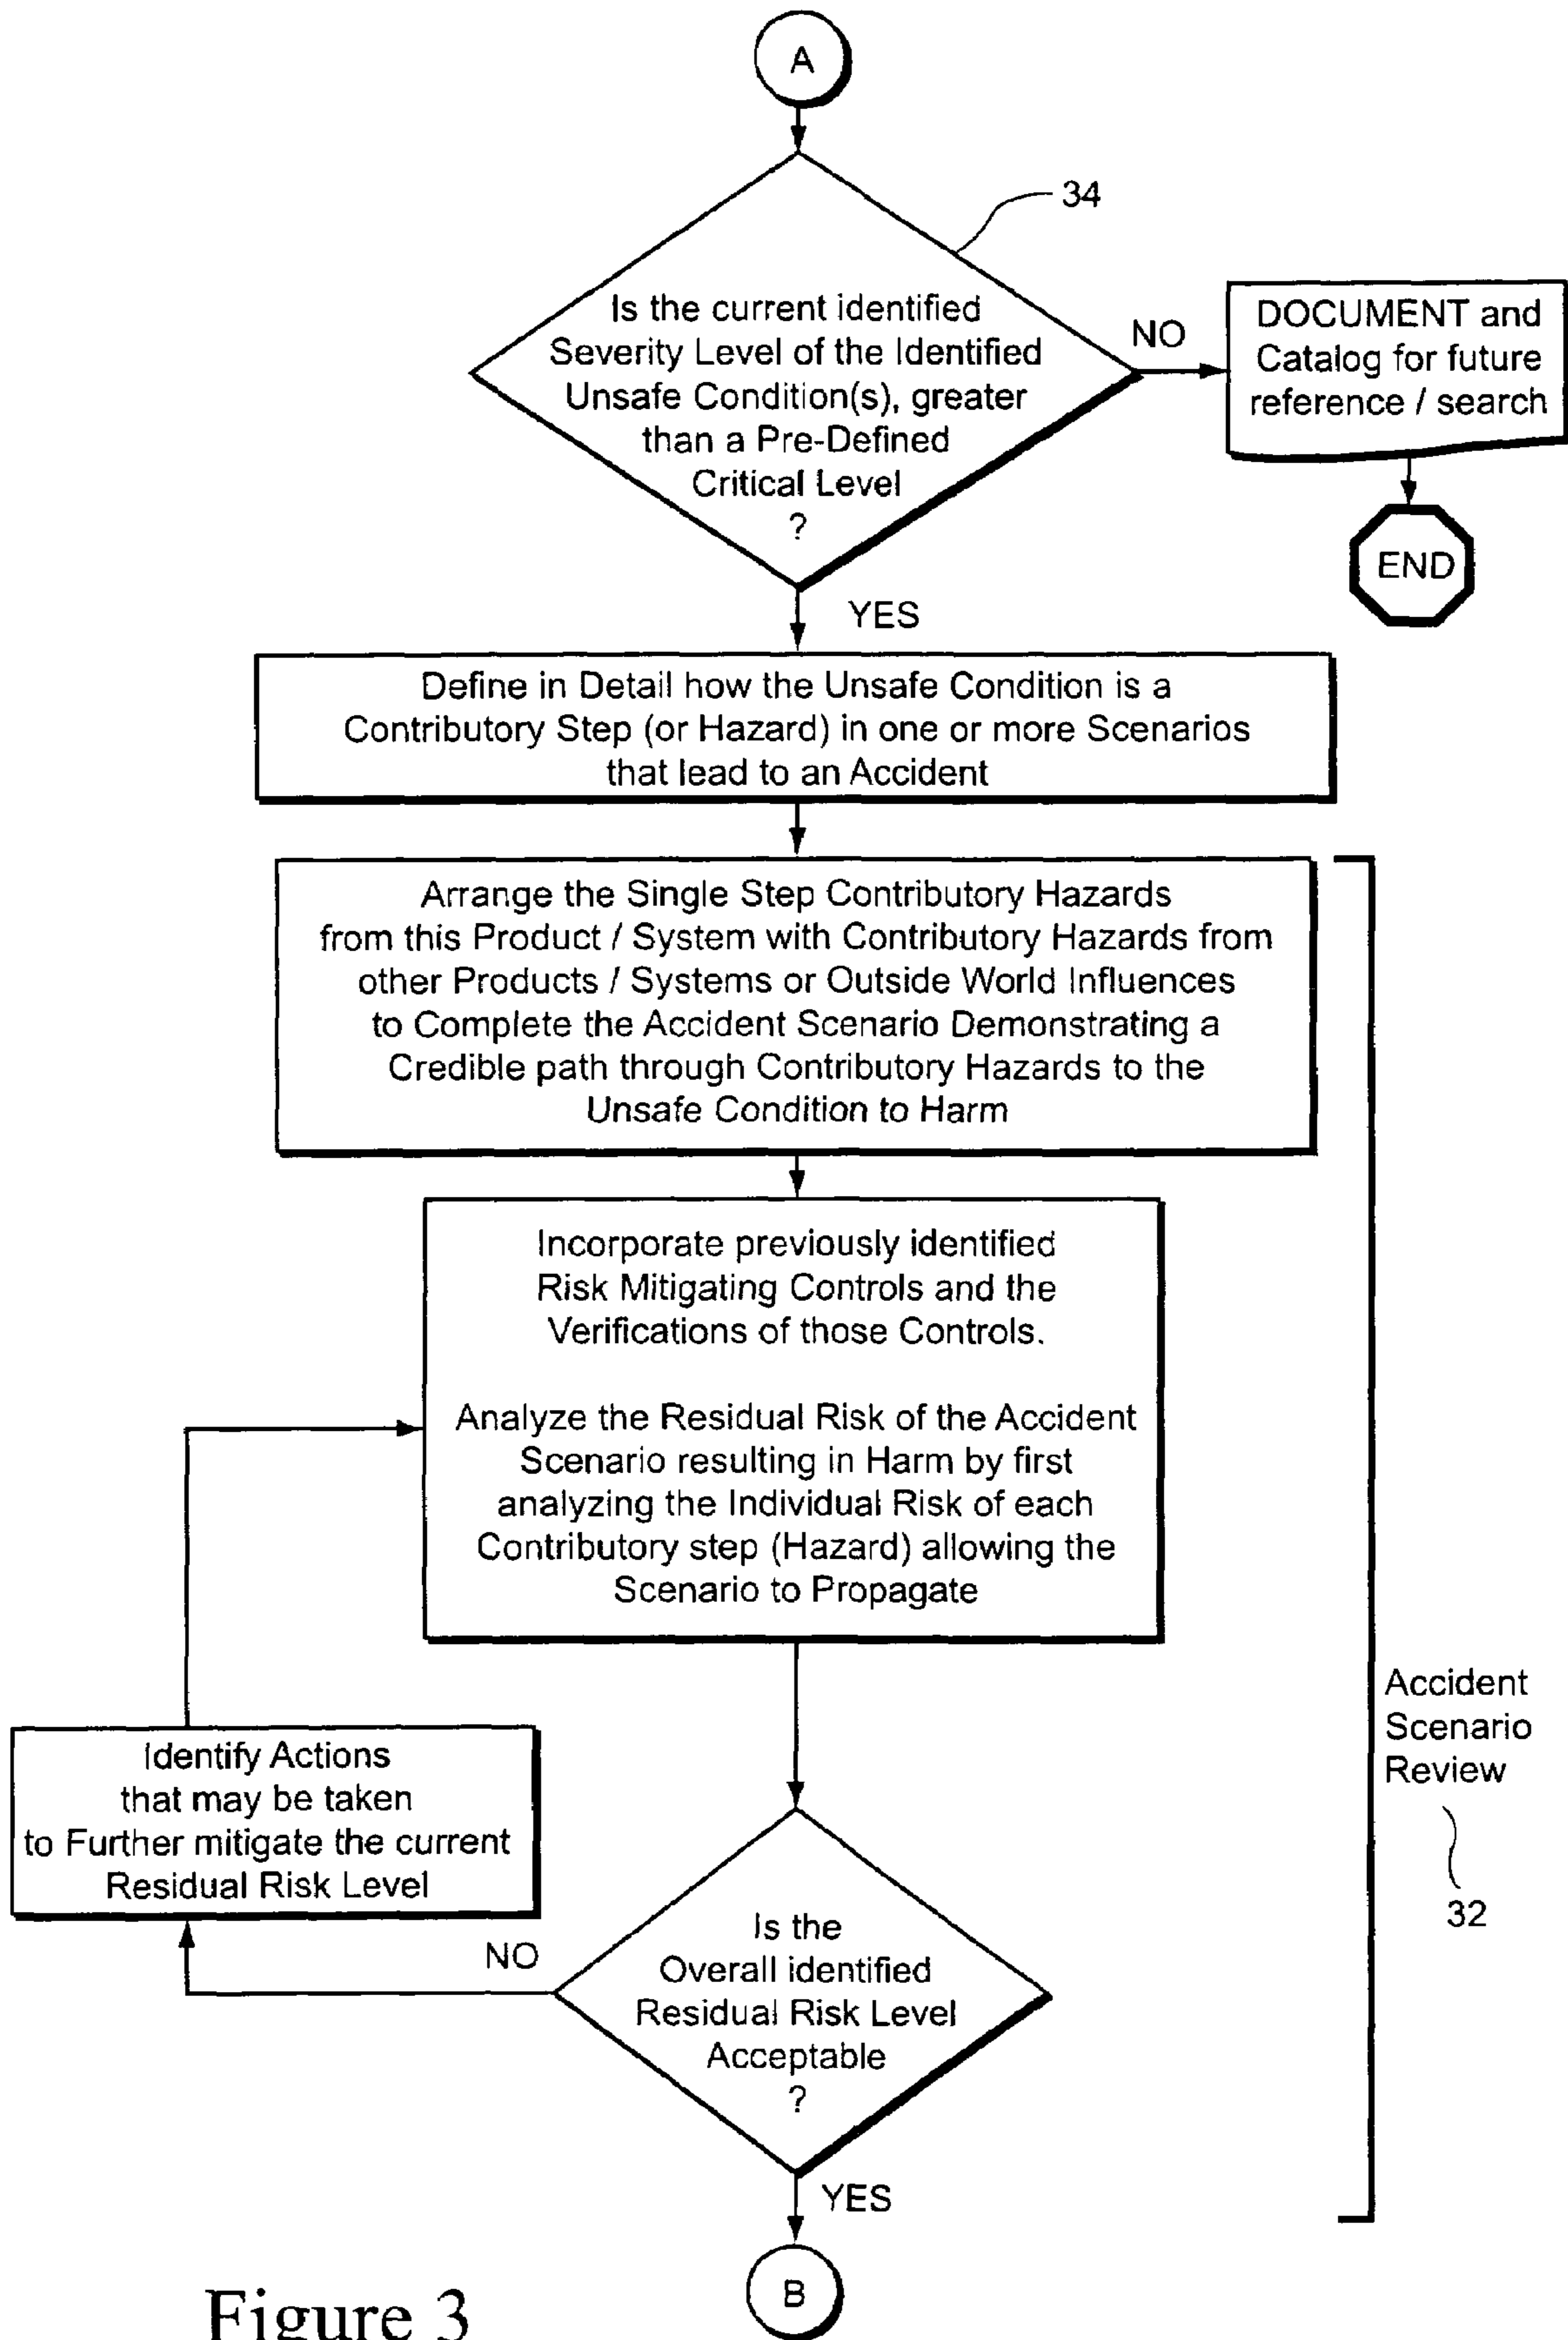 A
34
Is the current identified
Severity Level of the Identified
Unsafe Condition(s), greater
than a Pre-Defined
Critical Level
?
NO
DOCUMENT and
Catalog for future
reference / search
END
YES
Define in Detail how the Unsafe Condition is a
Contributory Step (or Hazard) in one or more Scenarios
that lead to an Accident
Arrange the Single Step Contributory Hazards
from this Product / System with Contributory Hazards from
other Products / Systems or Outside World Influences
to Complete the Accident Scenario Demonstrating a
Credible path through Contributory Hazards to the
Unsafe Condition to Harm
Incorporate previously identified
Risk Mitigating Controls and the
Verifications of those Controls.
Analyze the Residual Risk of the Accident
Scenario resulting in Harm by first
analyzing the Individual Risk of each
Contributory step (Hazard) allowing the
Scenario to Propagate
Accident
Scenario
Review
32
Identify Actions
that may be taken
to Further mitigate the current
Residual Risk Level
NO
Is the
Overall identified
Residual Risk Level
Acceptable
?
YES
B
Figure 3